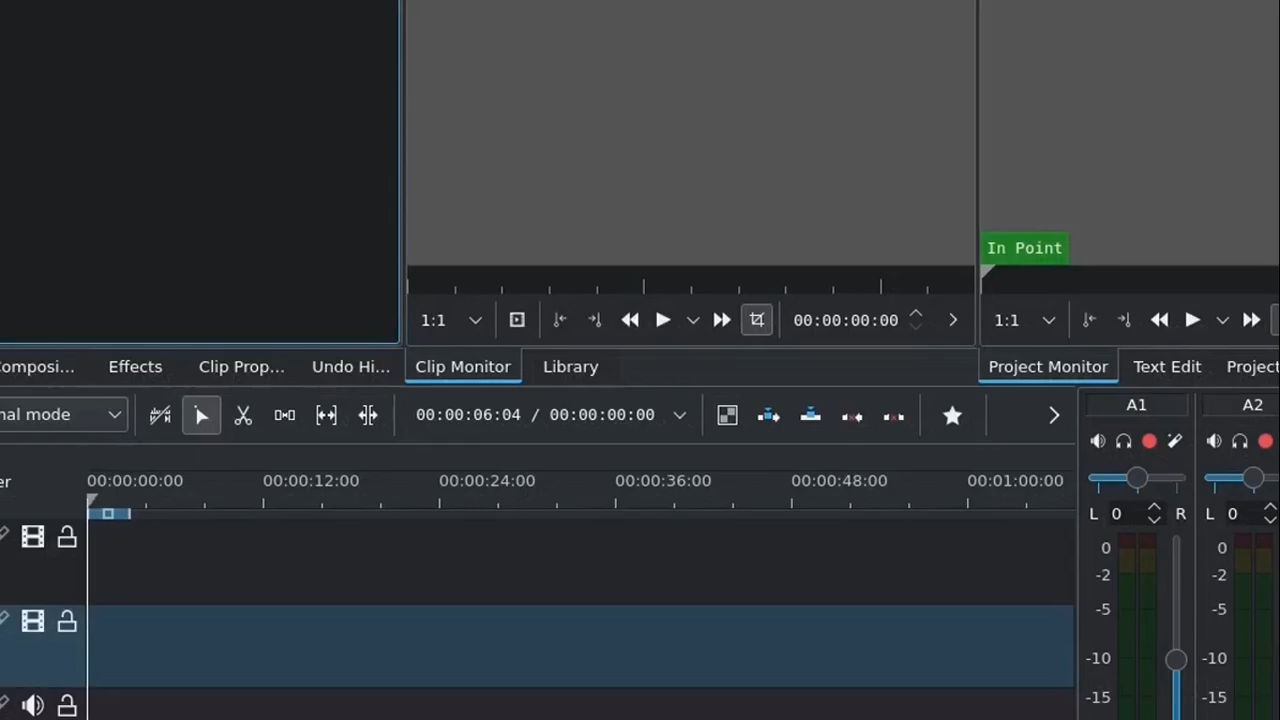 In Point
1:1 00:00:00:00 1:1
Composi... Effects Clip Prop... Undo Hi... Clip Monitor Library Project Monitor Text Edit Project
nal mode 00:00:06:04 / 00:00:00:00 A1 A2
er 00:00:00:00 00:00:12:00 00:00:24:00 00:00:36:00 00:00:48:00 00:01:00:00
L 0 R L 0
0 0
-2 -2
-5 -5
-10 -10
-15 -15